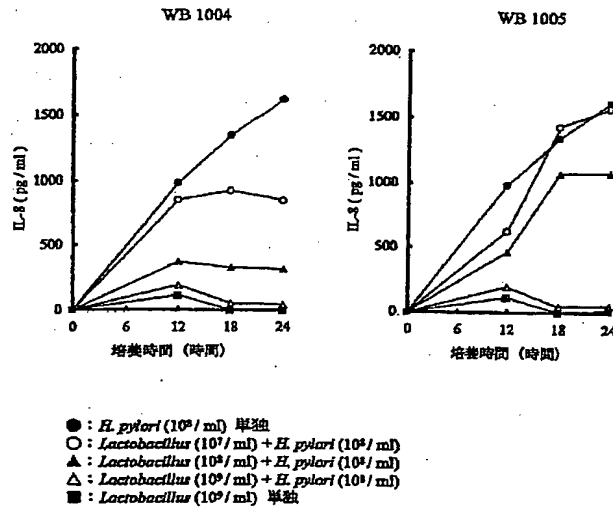 WB 1004
2000
1500
1000
500
0
IL-8 (pg/ml)
0 6 12 18 24
培養時間 (時間)
WB 1005
2000
1500
1000
500
0
IL-8 (pg/ml)
0 6 12 18 24
培養時間 (時間)
● : H. pylori (10⁸/ml) 単独
○ : Lactobacillus (10⁷/ml) + H. pylori (10⁸/ml)
▲ : Lactobacillus (10⁸/ml) + H. pylori (10⁸/ml)
△ : Lactobacillus (10⁹/ml) + H. pylori (10⁸/ml)
■ : Lactobacillus (10⁹/ml) 単独